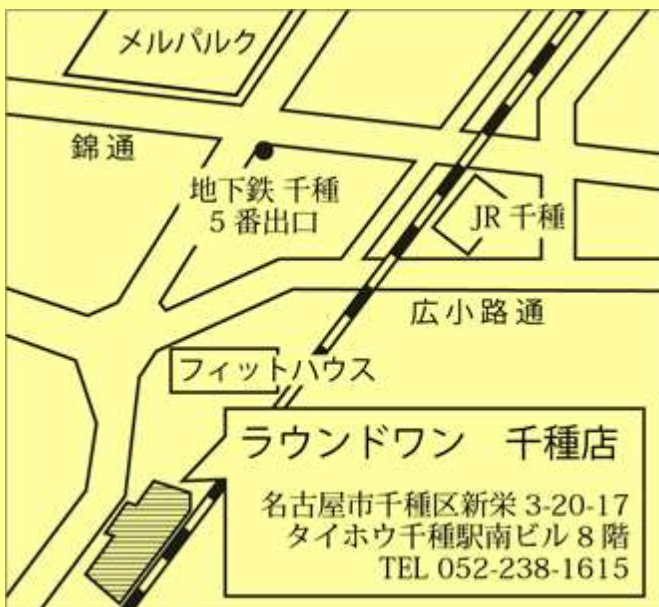 メルパルク
錦通
地下鉄 千種
5 番出口
JR 千種
広小路通
フィットハウス
ラウンドワン 千種店
名古屋市千種区新栄 3-20-17
タイホウ千種駅南ビル 8 階
TEL 052-238-1615